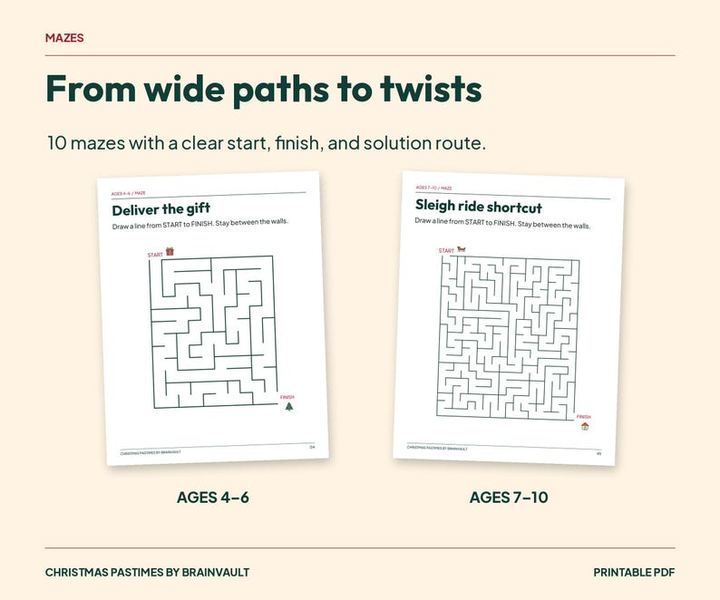 MAZES
From wide paths to twists
10 mazes with a clear start, finish, and solution route.
AGES 4–6 / MAZE
Deliver the gift
Draw a line from START to FINISH. Stay between the walls.
START
FINISH
CHRISTMAS PASTIMES BY BRAINVAULT
AGES 7–10 / MAZE
Sleigh ride shortcut
Draw a line from START to FINISH. Stay between the walls.
START
FINISH
CHRISTMAS PASTIMES BY BRAINVAULT
AGES 4–6
AGES 7–10
CHRISTMAS PASTIMES BY BRAINVAULT
PRINTABLE PDF